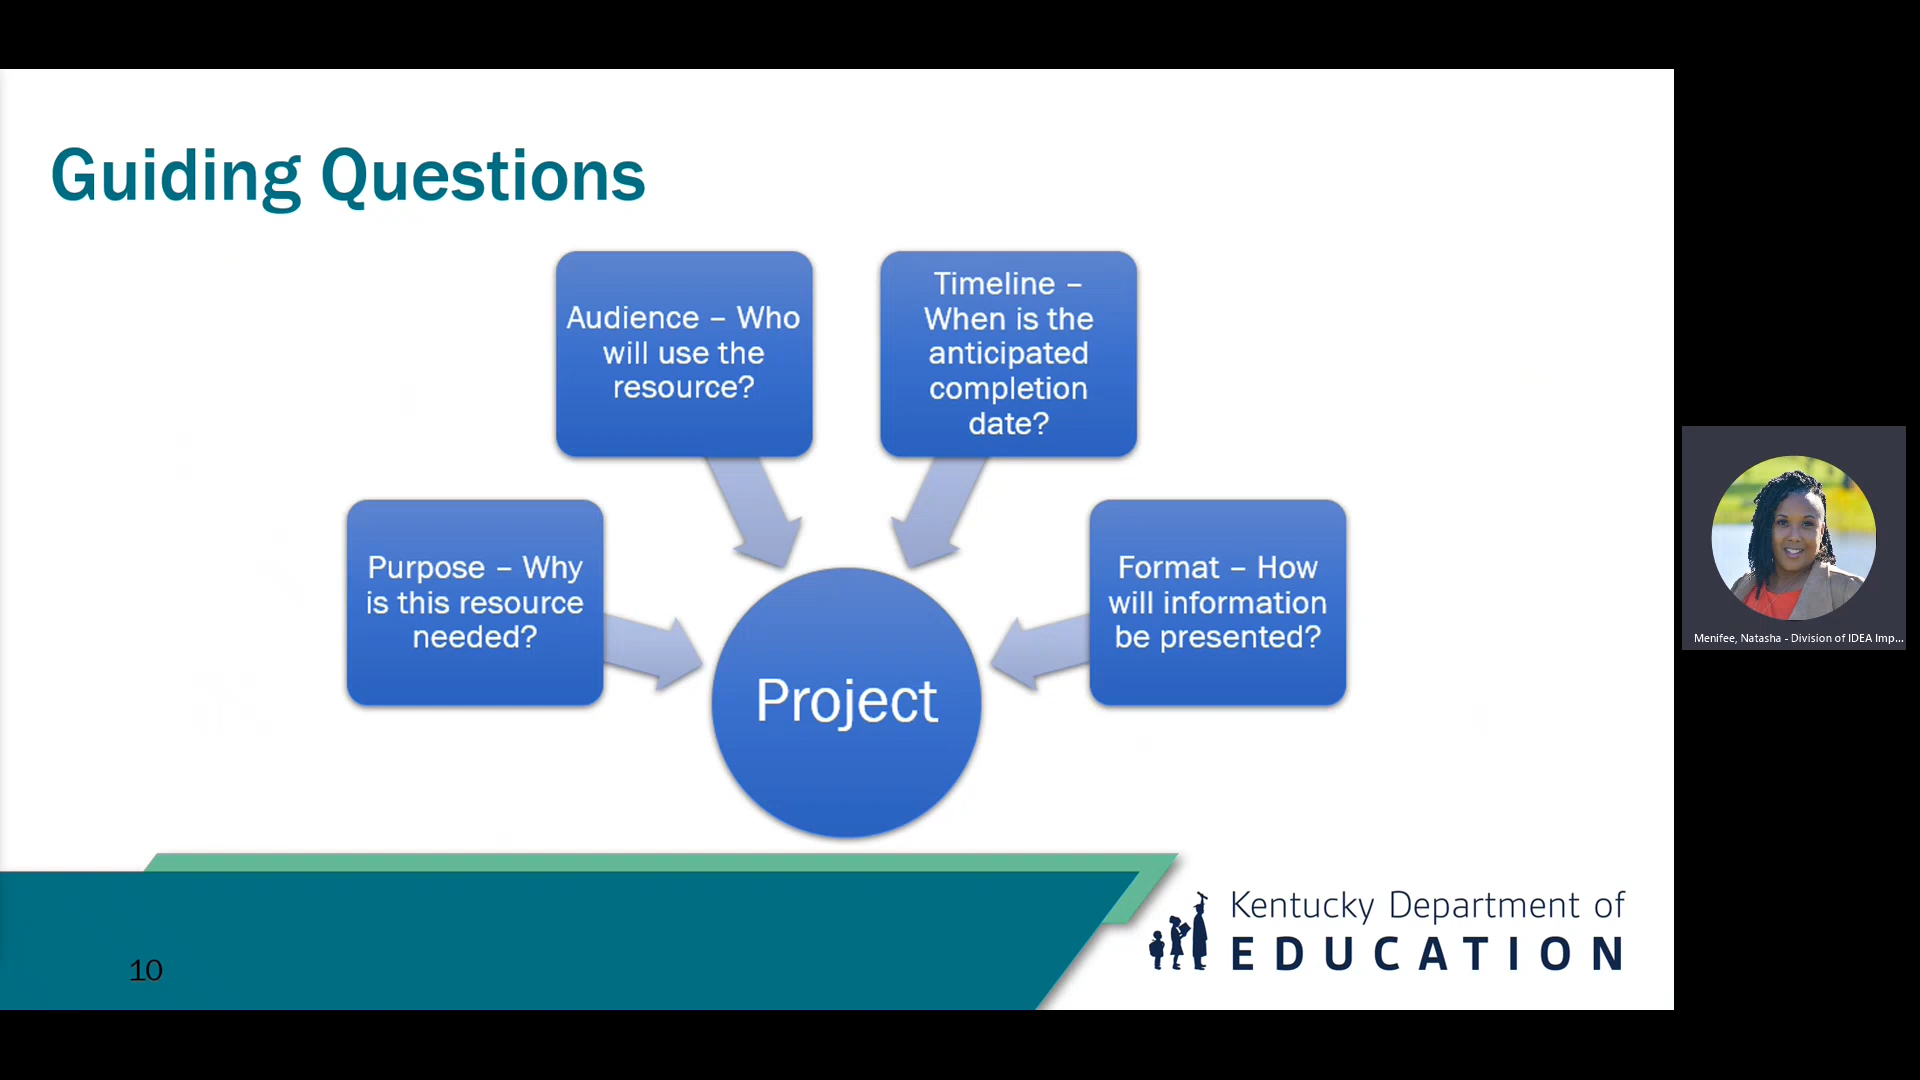 Guiding Questions
Audience – Who
will use the
resource?
Timeline –
When is the
anticipated
completion
date?
Purpose – Why
is this resource
needed?
Format – How
will information
be presented?
Project
10
Kentucky Department of
EDUCATION
Menifee, Natasha - Division of IDEA Imp...